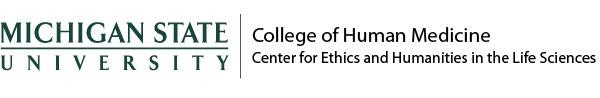 MICHIGAN STATE
UNIVERSITY
College of Human Medicine
Center for Ethics and Humanities in the Life Sciences